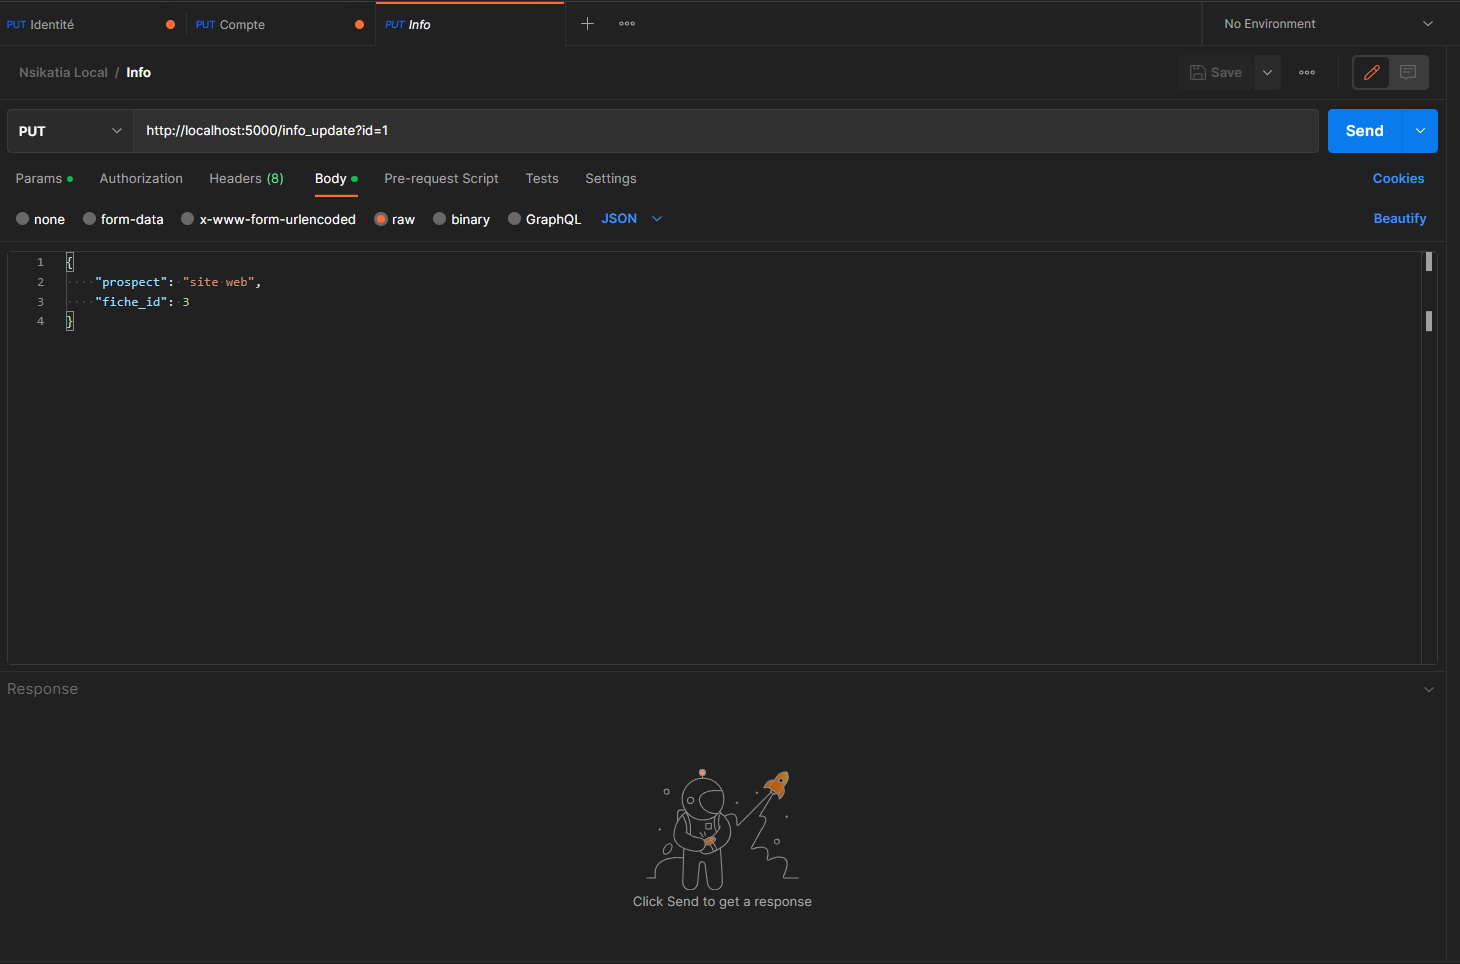 PUT Identité PUT Compte PUT Info No Environment
Nsikatia Local / Info Save
PUT http://localhost:5000/info_update?id=1 Send
Params Authorization Headers (8) Body Pre-request Script Tests Settings Cookies
none form-data x-www-form-urlencoded raw binary GraphQL JSON Beautify
1 {
2 ····"prospect":·"site·web",
3 ····"fiche_id":·3
4 }
Response
Click Send to get a response